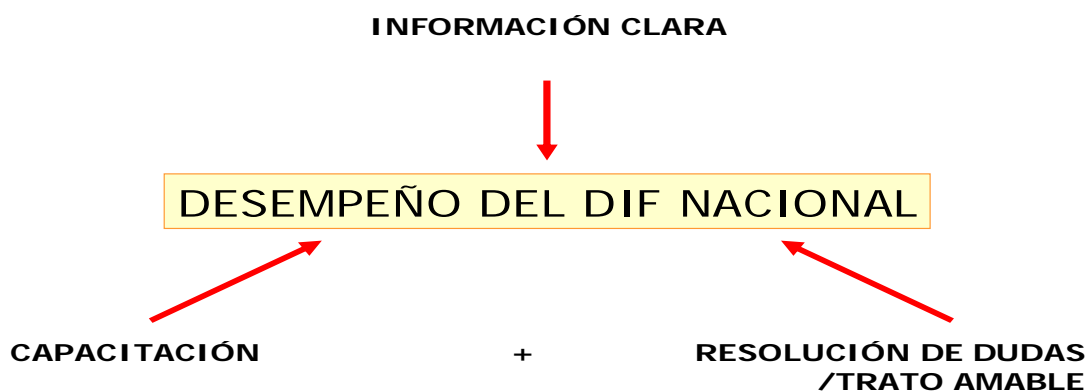 INFORMACIÓN CLARA
DESEMPEÑO DEL DIF NACIONAL
CAPACITACIÓN + RESOLUCIÓN DE DUDAS
/TRATO AMABLE